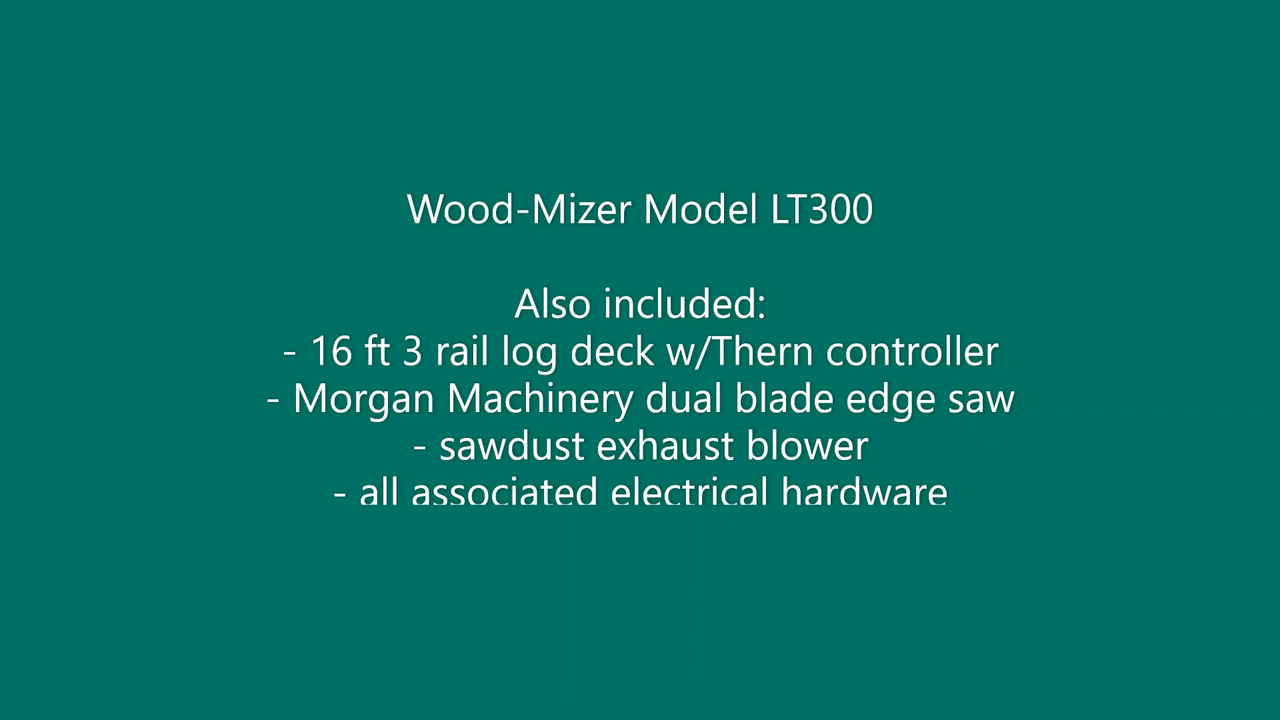 Wood-Mizer Model LT300
Also included:
- 16 ft 3 rail log deck w/Thern controller
- Morgan Machinery dual blade edge saw
- sawdust exhaust blower
- all associated electrical hardware